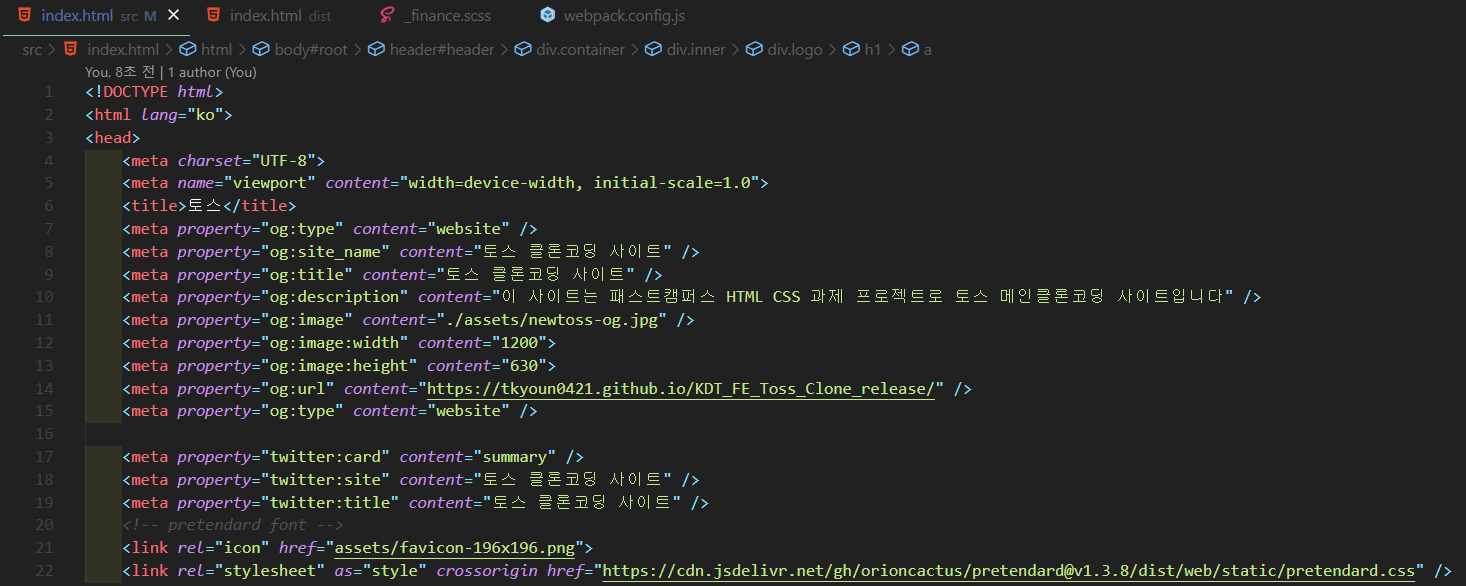 index.html src M × index.html dist _finance.scss webpack.config.js
src > index.html > html > body#root > header#header > div.container > div.inner > div.logo > h1 > a
You, 8초 전 | 1 author (You)
1 <!DOCTYPE html>
2 <html lang="ko">
3 <head>
4 <meta charset="UTF-8">
5 <meta name="viewport" content="width=device-width, initial-scale=1.0">
6 <title>토스</title>
7 <meta property="og:type" content="website" />
8 <meta property="og:site_name" content="토스 클론코딩 사이트" />
9 <meta property="og:title" content="토스 클론코딩 사이트" />
10 <meta property="og:description" content="이 사이트는 패스트캠퍼스 HTML CSS 과제 프로젝트로 토스 메인클론코딩 사이트입니다" />
11 <meta property="og:image" content="./assets/newtoss-og.jpg" />
12 <meta property="og:image:width" content="1200">
13 <meta property="og:image:height" content="630">
14 <meta property="og:url" content="https://tkyoun0421.github.io/KDT_FE_Toss_Clone_release/" />
15 <meta property="og:type" content="website" />
16
17 <meta property="twitter:card" content="summary" />
18 <meta property="twitter:site" content="토스 클론코딩 사이트" />
19 <meta property="twitter:title" content="토스 클론코딩 사이트" />
20 <!-- pretendard font -->
21 <link rel="icon" href="assets/favicon-196x196.png">
22 <link rel="stylesheet" as="style" crossorigin href="https://cdn.jsdelivr.net/gh/orioncactus/pretendard@v1.3.8/dist/web/static/pretendard.css" />